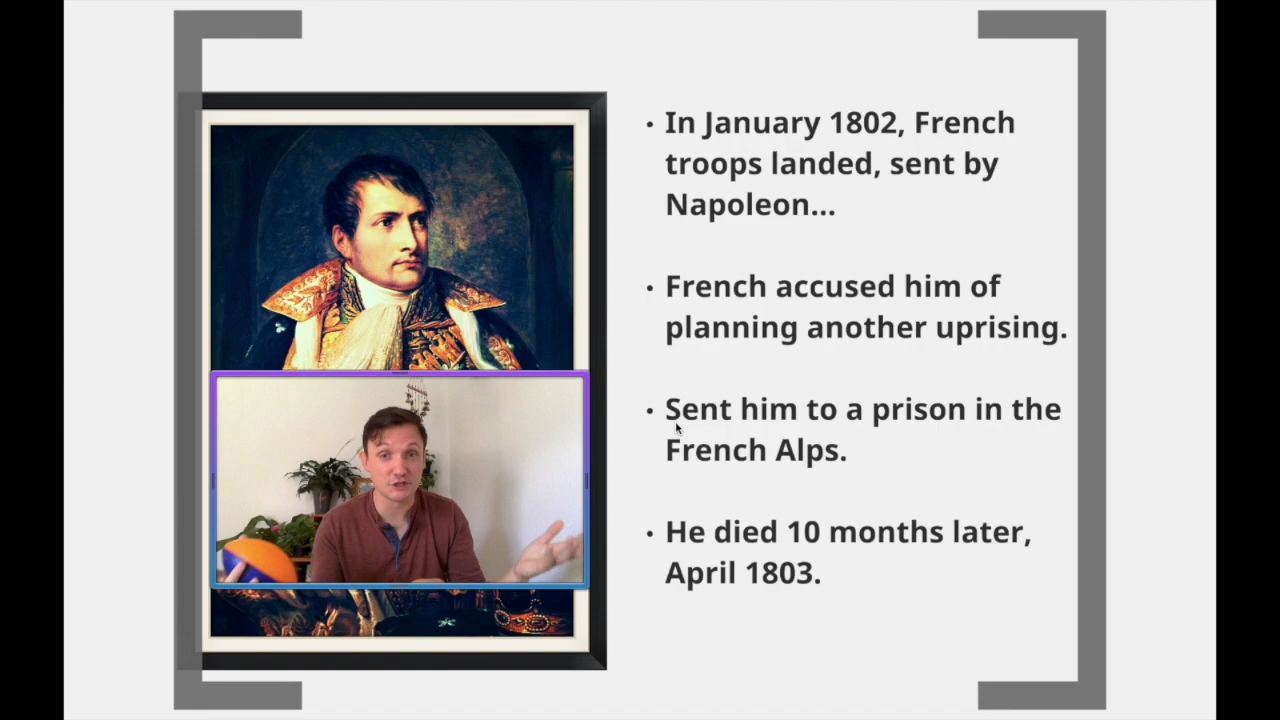 • In January 1802, French
troops landed, sent by
Napoleon...
• French accused him of
planning another uprising.
• Sent him to a prison in the
French Alps.
• He died 10 months later,
April 1803.